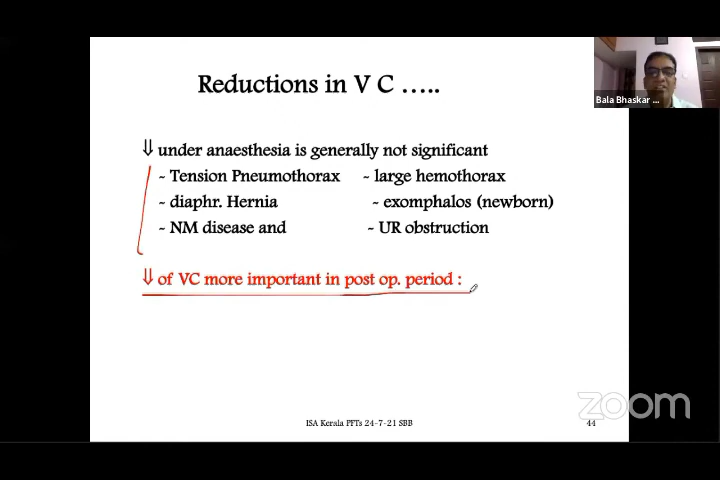 Reductions in V C …..
⇓ under anaesthesia is generally not significant
- Tension Pneumothorax - large hemothorax
- diaphr. Hernia - exomphalos (newborn)
- NM disease and - UR obstruction
⇓ of VC more important in post op. period :
ISA Kerala PFTs 24-7-21 SBB 44
Bala Bhaskar ...
zoom